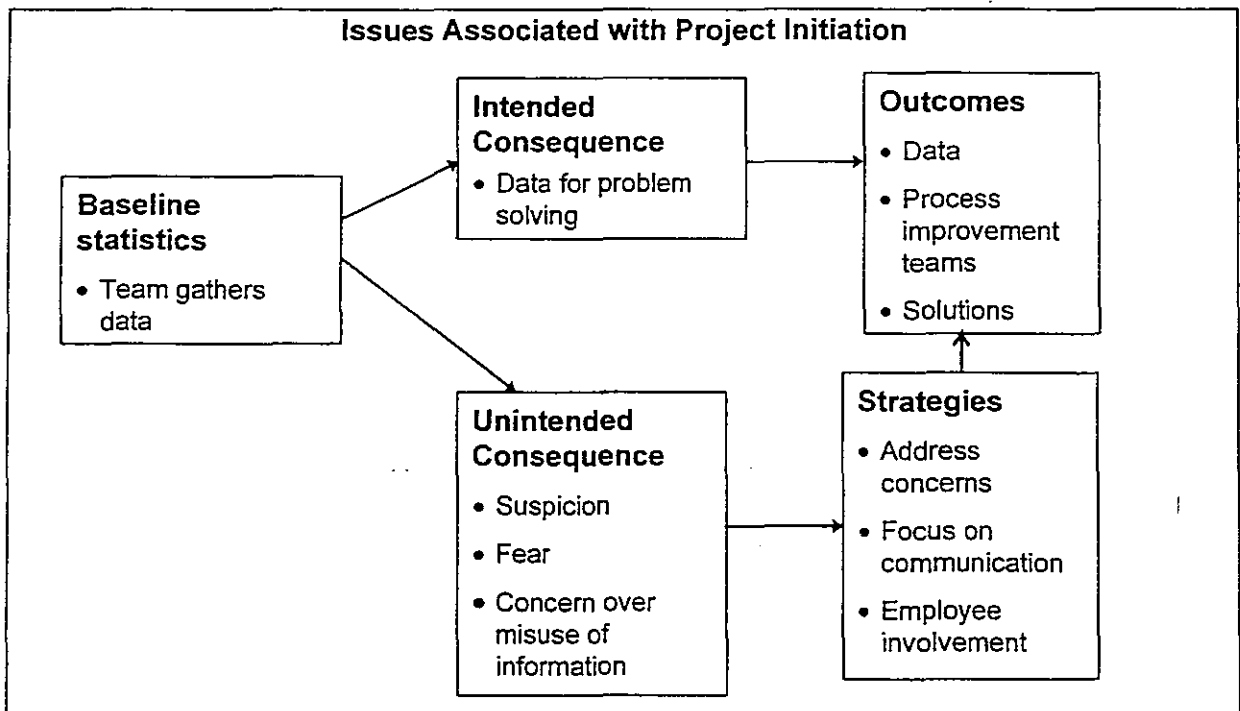 Issues Associated with Project Initiation
Baseline
statistics
• Team gathers
data
Intended
Consequence
• Data for problem
solving
Outcomes
• Data
• Process
improvement
teams
• Solutions
Unintended
Consequence
• Suspicion
• Fear
• Concern over
misuse of
information
Strategies
• Address
concerns
• Focus on
communication
• Employee
involvement